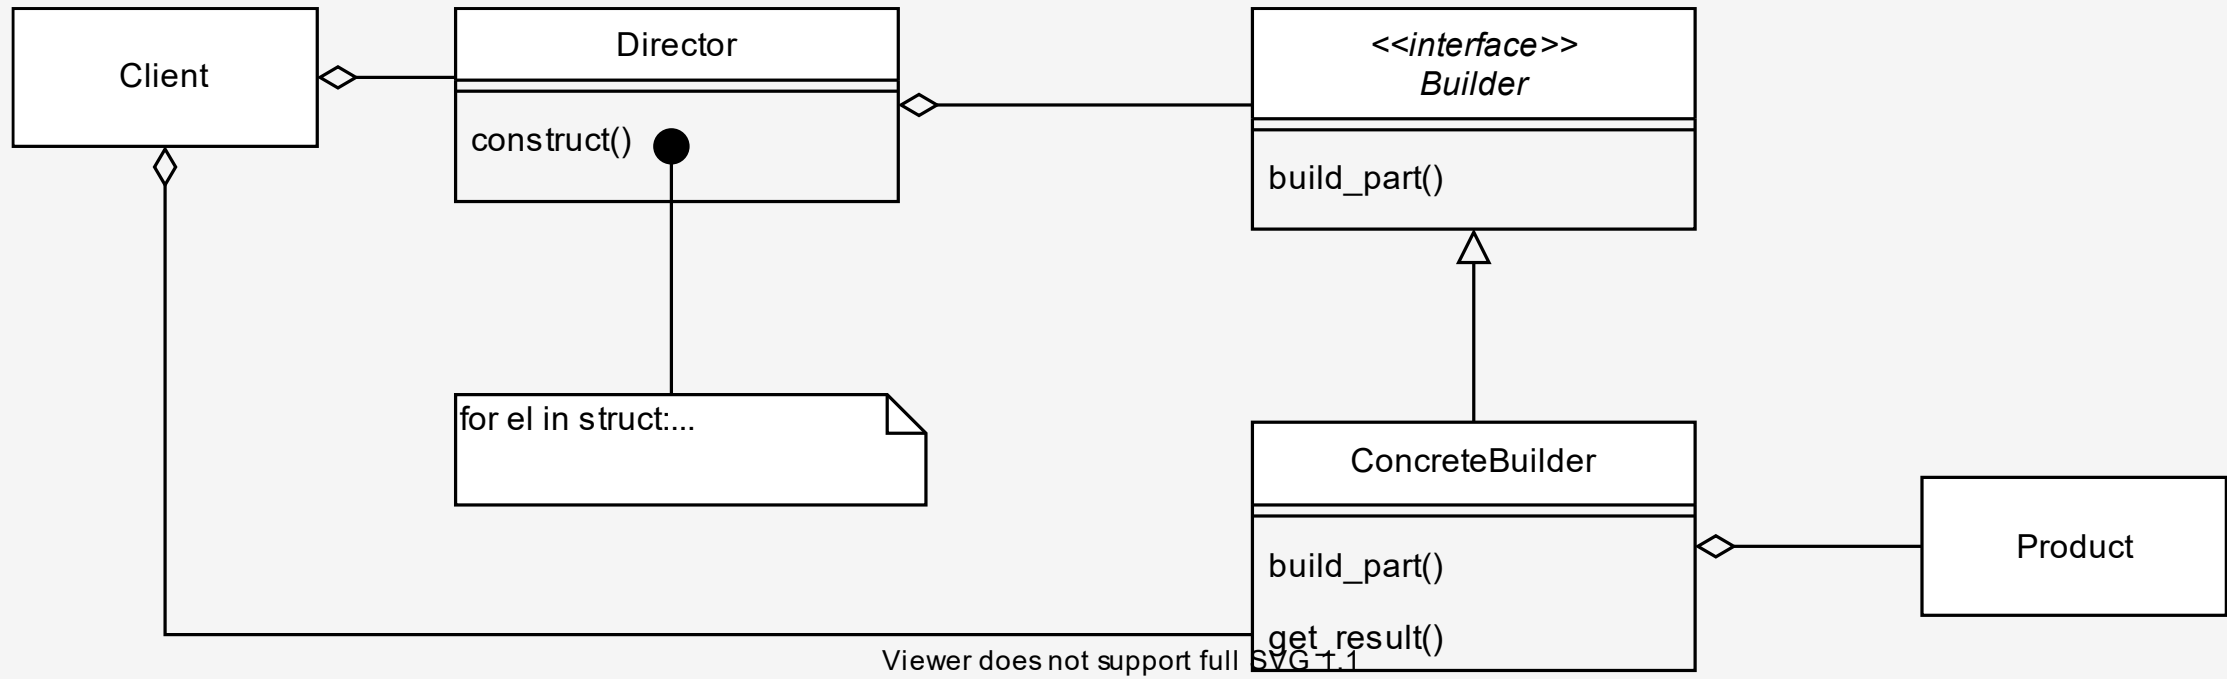 Client
Director
construct()
<<interface>>
Builder
build_part()
for el in struct:...
ConcreteBuilder
build_part()
get_result()
Product
Viewer does not support full SVG 1.1